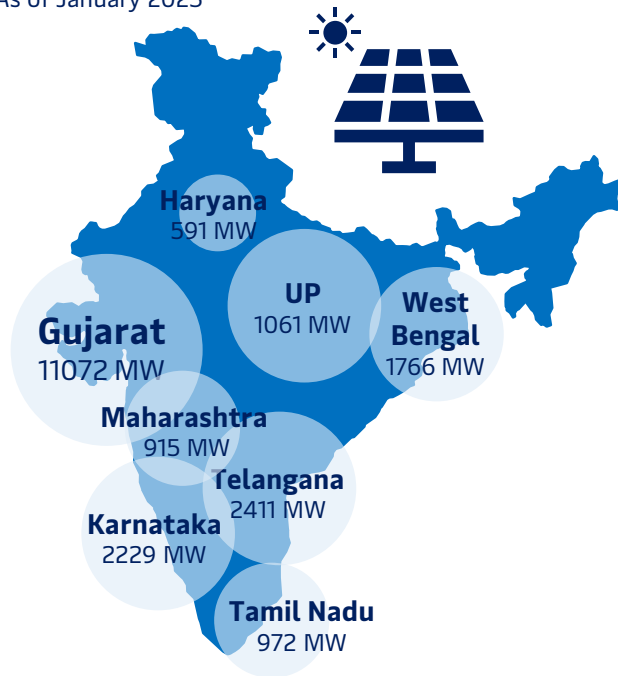 As of January 2025
Haryana
591 MW
UP
1061 MW
West
Bengal
1766 MW
Gujarat
11072 MW
Maharashtra
915 MW
Telangana
2411 MW
Karnataka
2229 MW
Tamil Nadu
972 MW